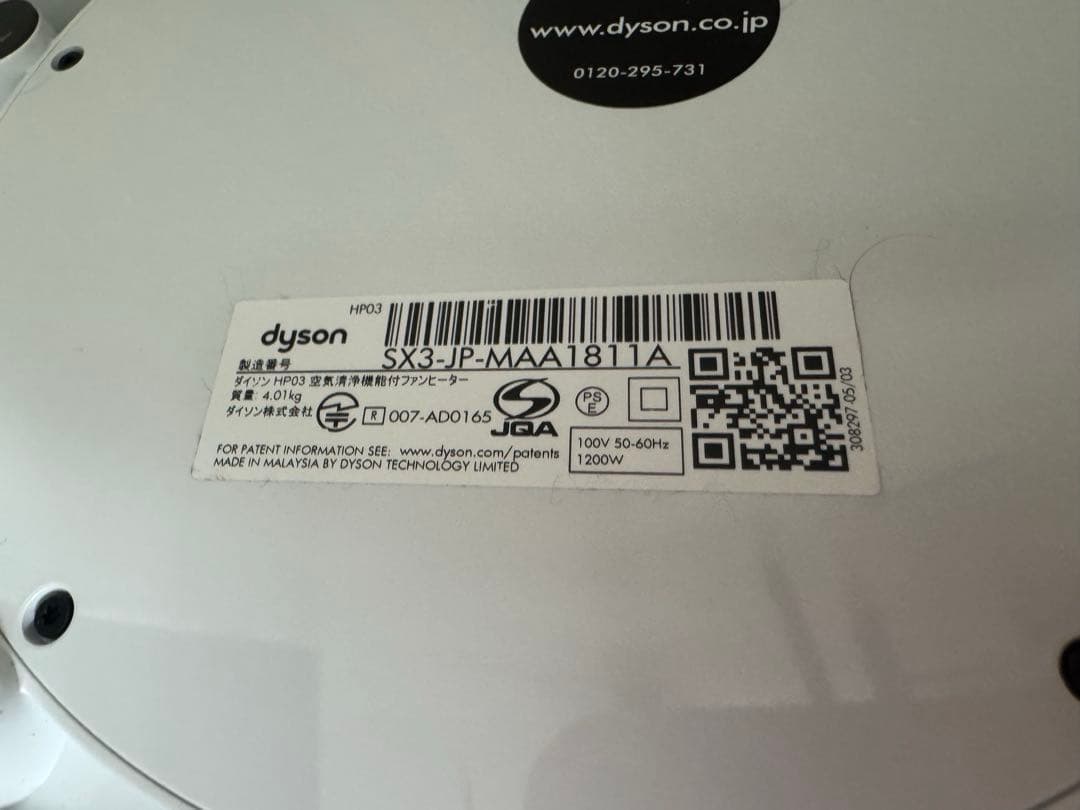 www.dyson.co.jp
0120-295-731
HP03
dyson
製造番号
SX3-JP-MAA1811A
ダイソン HP03 空気清浄機能付ファンヒーター
質量 4.01kg
ダイソン株式会社
R 007-AD0165
JQA
PS
E
100V 50-60Hz
1200W
FOR PATENT INFORMATION SEE: www.dyson.com/patents
MADE IN MALAYSIA BY DYSON TECHNOLOGY LIMITED
308297-05/03